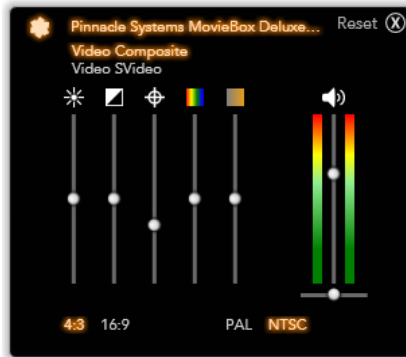 Pinnacle Systems MovieBox Deluxe... Reset
Video Composite
Video SVideo
4:3 16:9 PAL NTSC